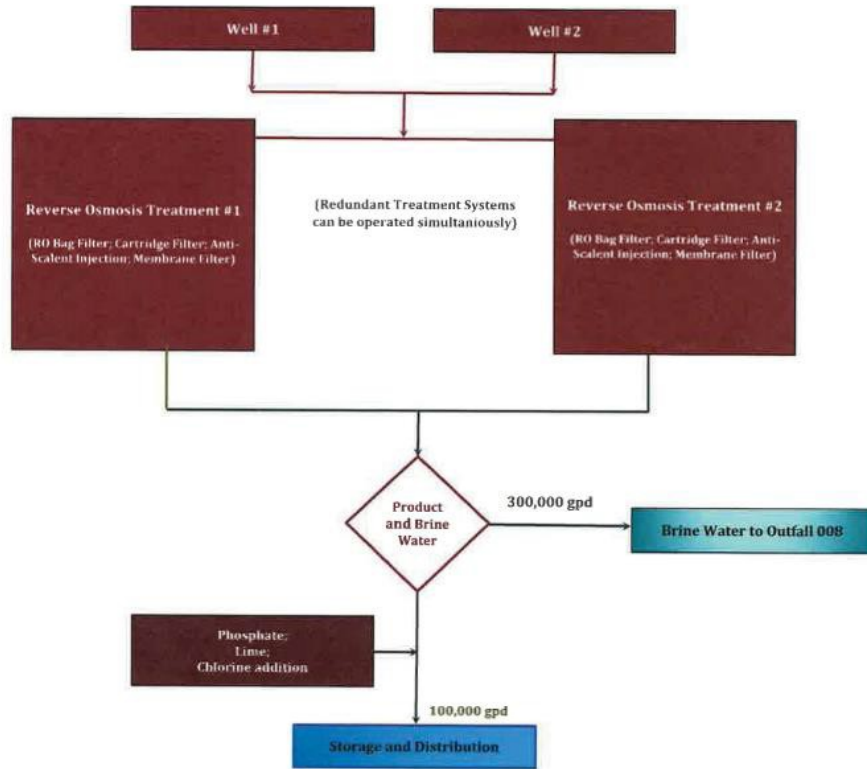 Well #1
Well #2
Reverse Osmosis Treatment #1
(RO Bag Filter; Cartridge Filter; Anti-
Scalent Injection; Membrane Filter)
(Redundant Treatment Systems
can be operated simultaniously)
Reverse Osmosis Treatment #2
(RO Bag Filter; Cartridge Filter; Anti-
Scalent Injection; Membrane Filter)
Product
and Brine
Water
300,000 gpd
Brine Water to Outfall 008
Phosphate;
Lime;
Chlorine addition
100,000 gpd
Storage and Distribution